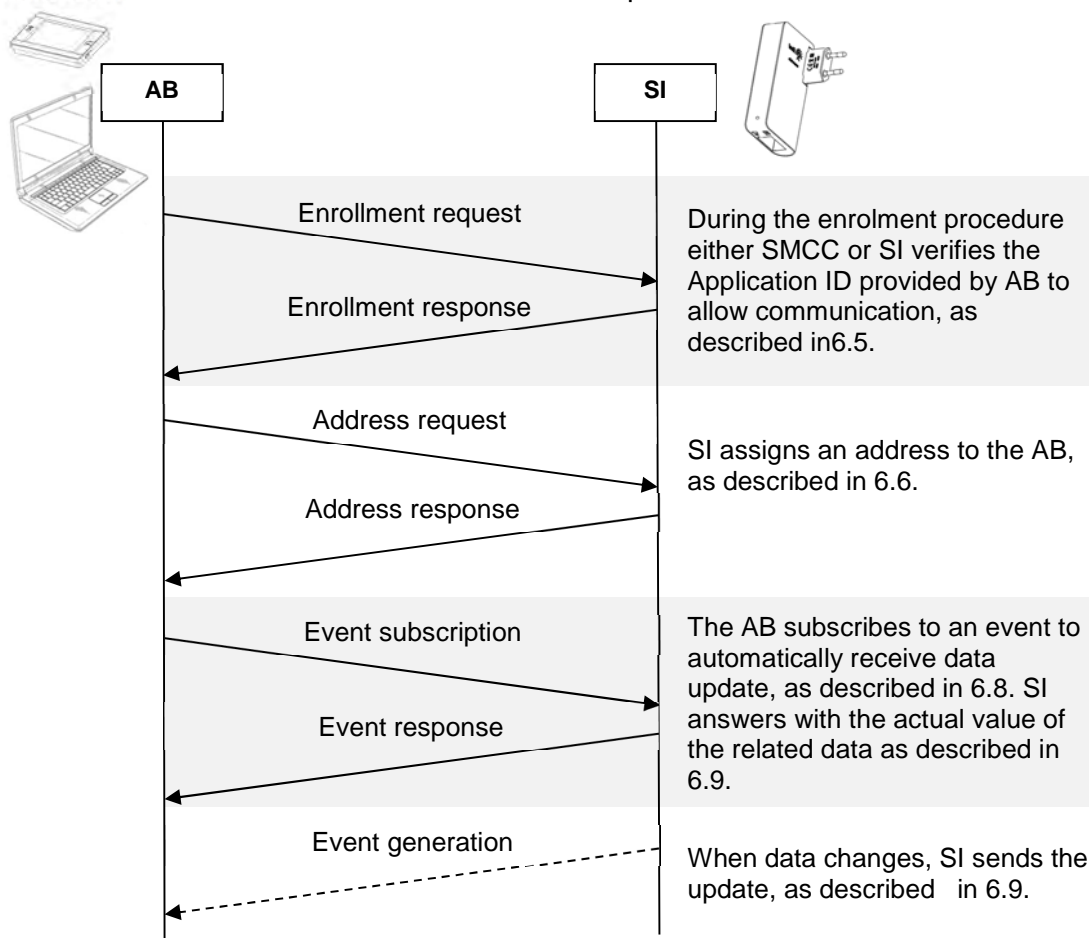 AB
SI
Enrollment request
During the enrolment procedure
either SMCC or SI verifies the
Application ID provided by AB to
allow communication, as
described in6.5.
Enrollment response
Address request
SI assigns an address to the AB,
as described in 6.6.
Address response
Event subscription
The AB subscribes to an event to
automatically receive data
update, as described in 6.8. SI
answers with the actual value of
the related data as described in
6.9.
Event response
Event generation
When data changes, SI sends the
update, as described in 6.9.